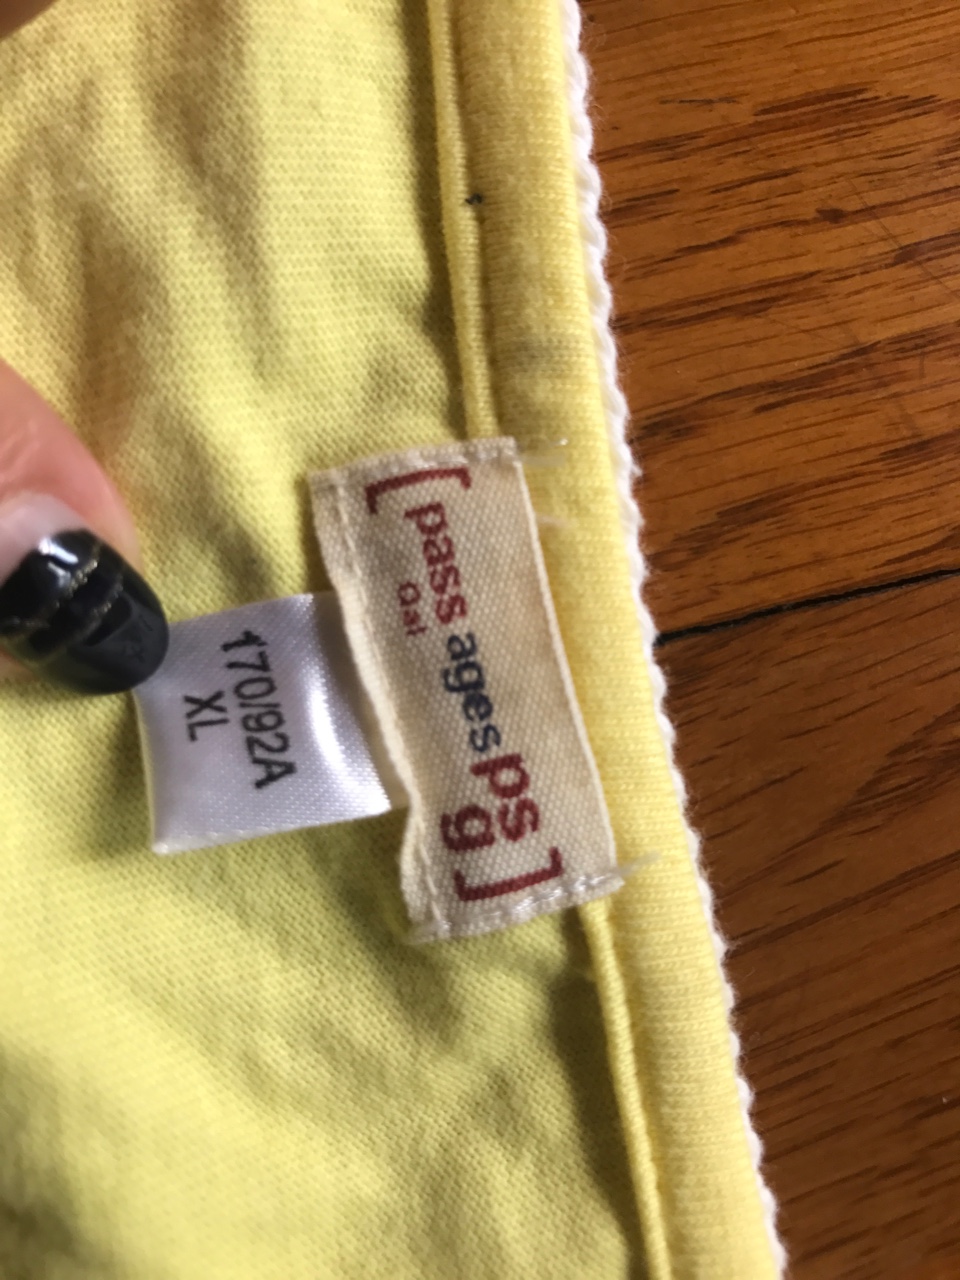 [ pass ages ps
g ]
170/92A
XL